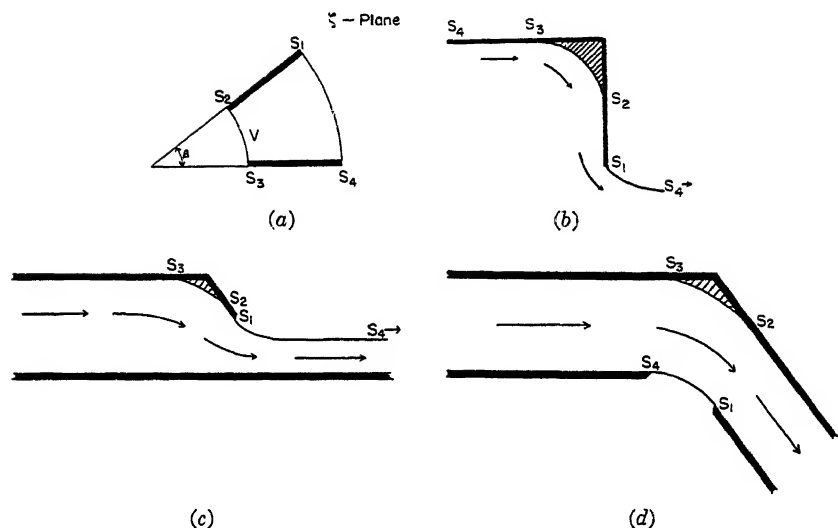 ξ – Plane
S₁
S₂
V
β
S₃ S₄
(a)
S₄ S₃
S₂
S₁
S₄→
(b)
S₃
S₂
S₁
S₄→
(c)
S₃
S₂
S₄
S₁
(d)